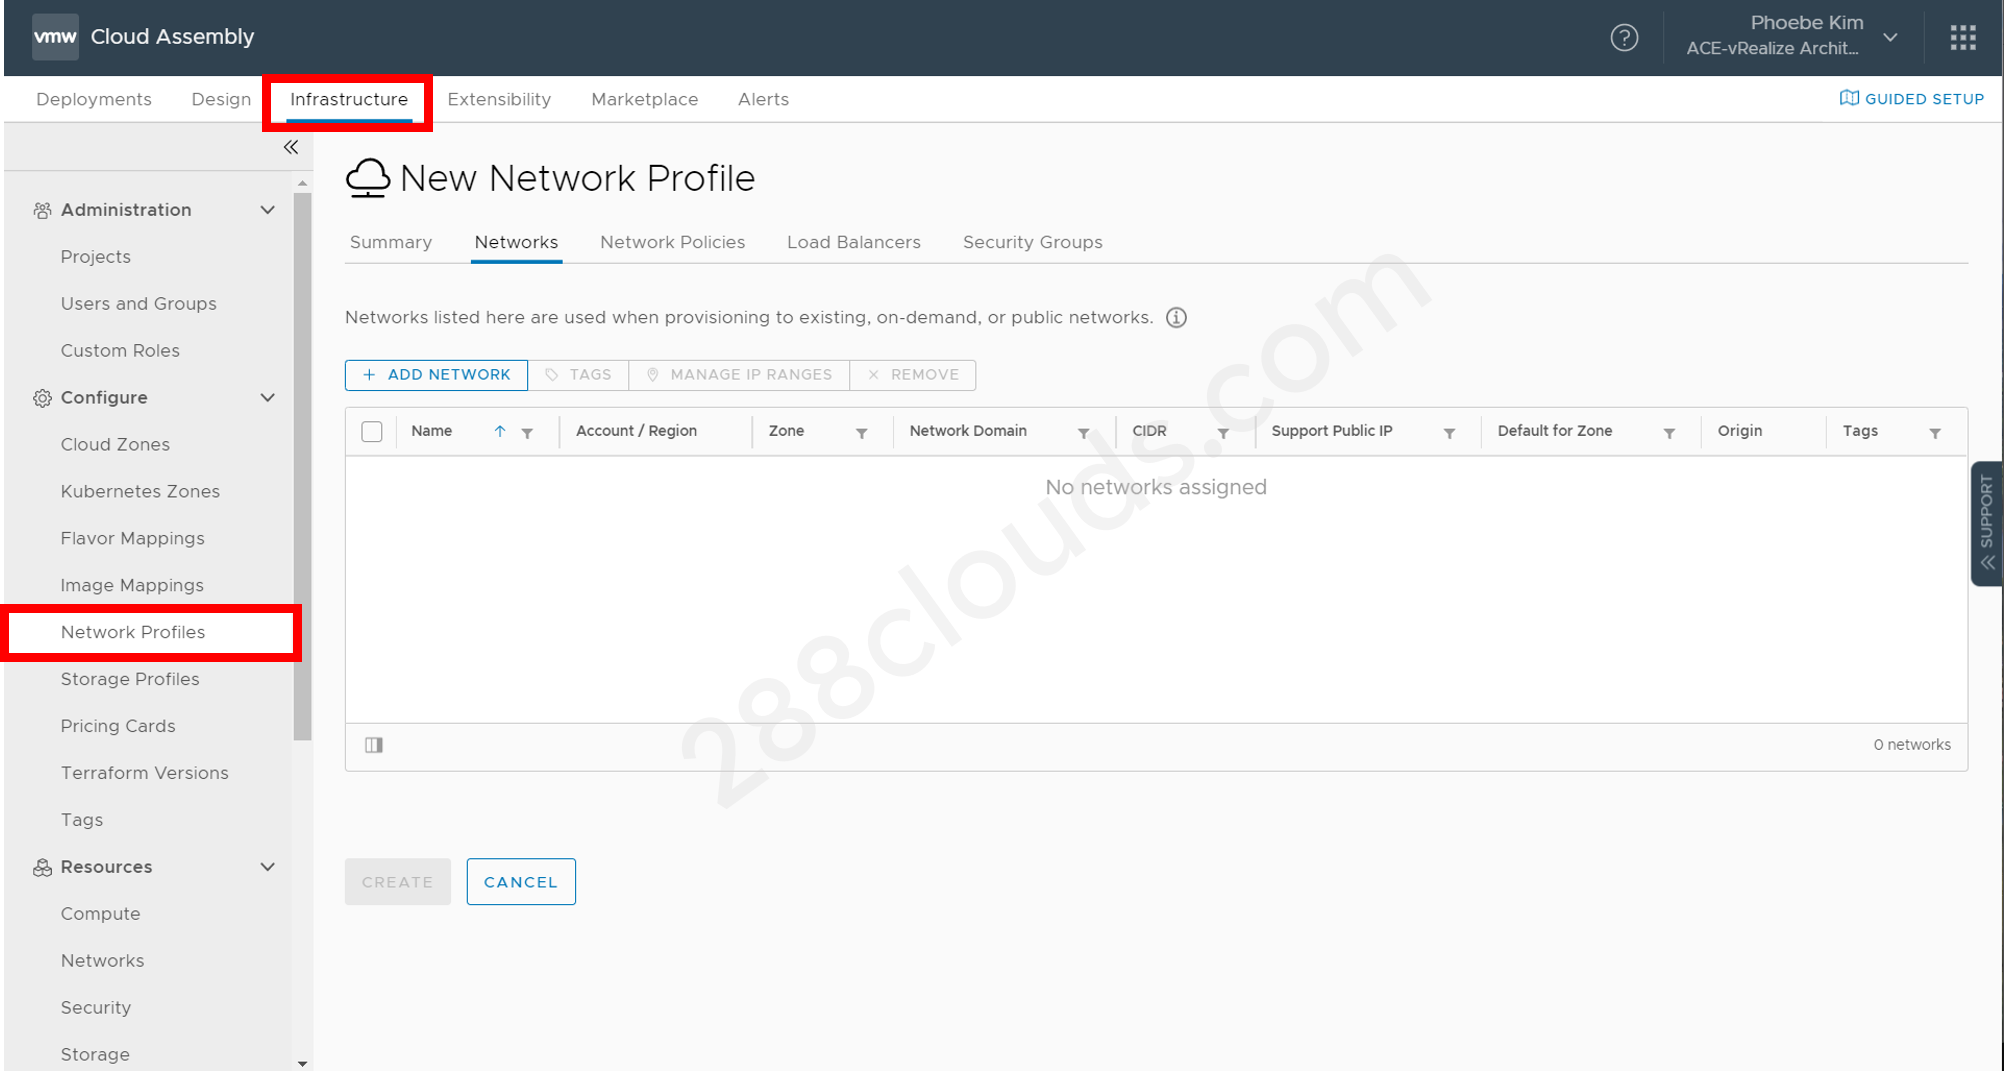 vmw Cloud Assembly
Phoebe Kim
ACE-vRealize Archit...
Deployments Design Infrastructure Extensibility Marketplace Alerts GUIDED SETUP
Administration
Projects
Users and Groups
Custom Roles
Configure
Cloud Zones
Kubernetes Zones
Flavor Mappings
Image Mappings
Network Profiles
Storage Profiles
Pricing Cards
Terraform Versions
Tags
Resources
Compute
Networks
Security
Storage
New Network Profile
Summary Networks Network Policies Load Balancers Security Groups
Networks listed here are used when provisioning to existing, on-demand, or public networks.
+ ADD NETWORK TAGS MANAGE IP RANGES × REMOVE
Name Account / Region Zone Network Domain CIDR Support Public IP Default for Zone Origin Tags
No networks assigned
0 networks
CREATE CANCEL
SUPPORT
288clouds.com